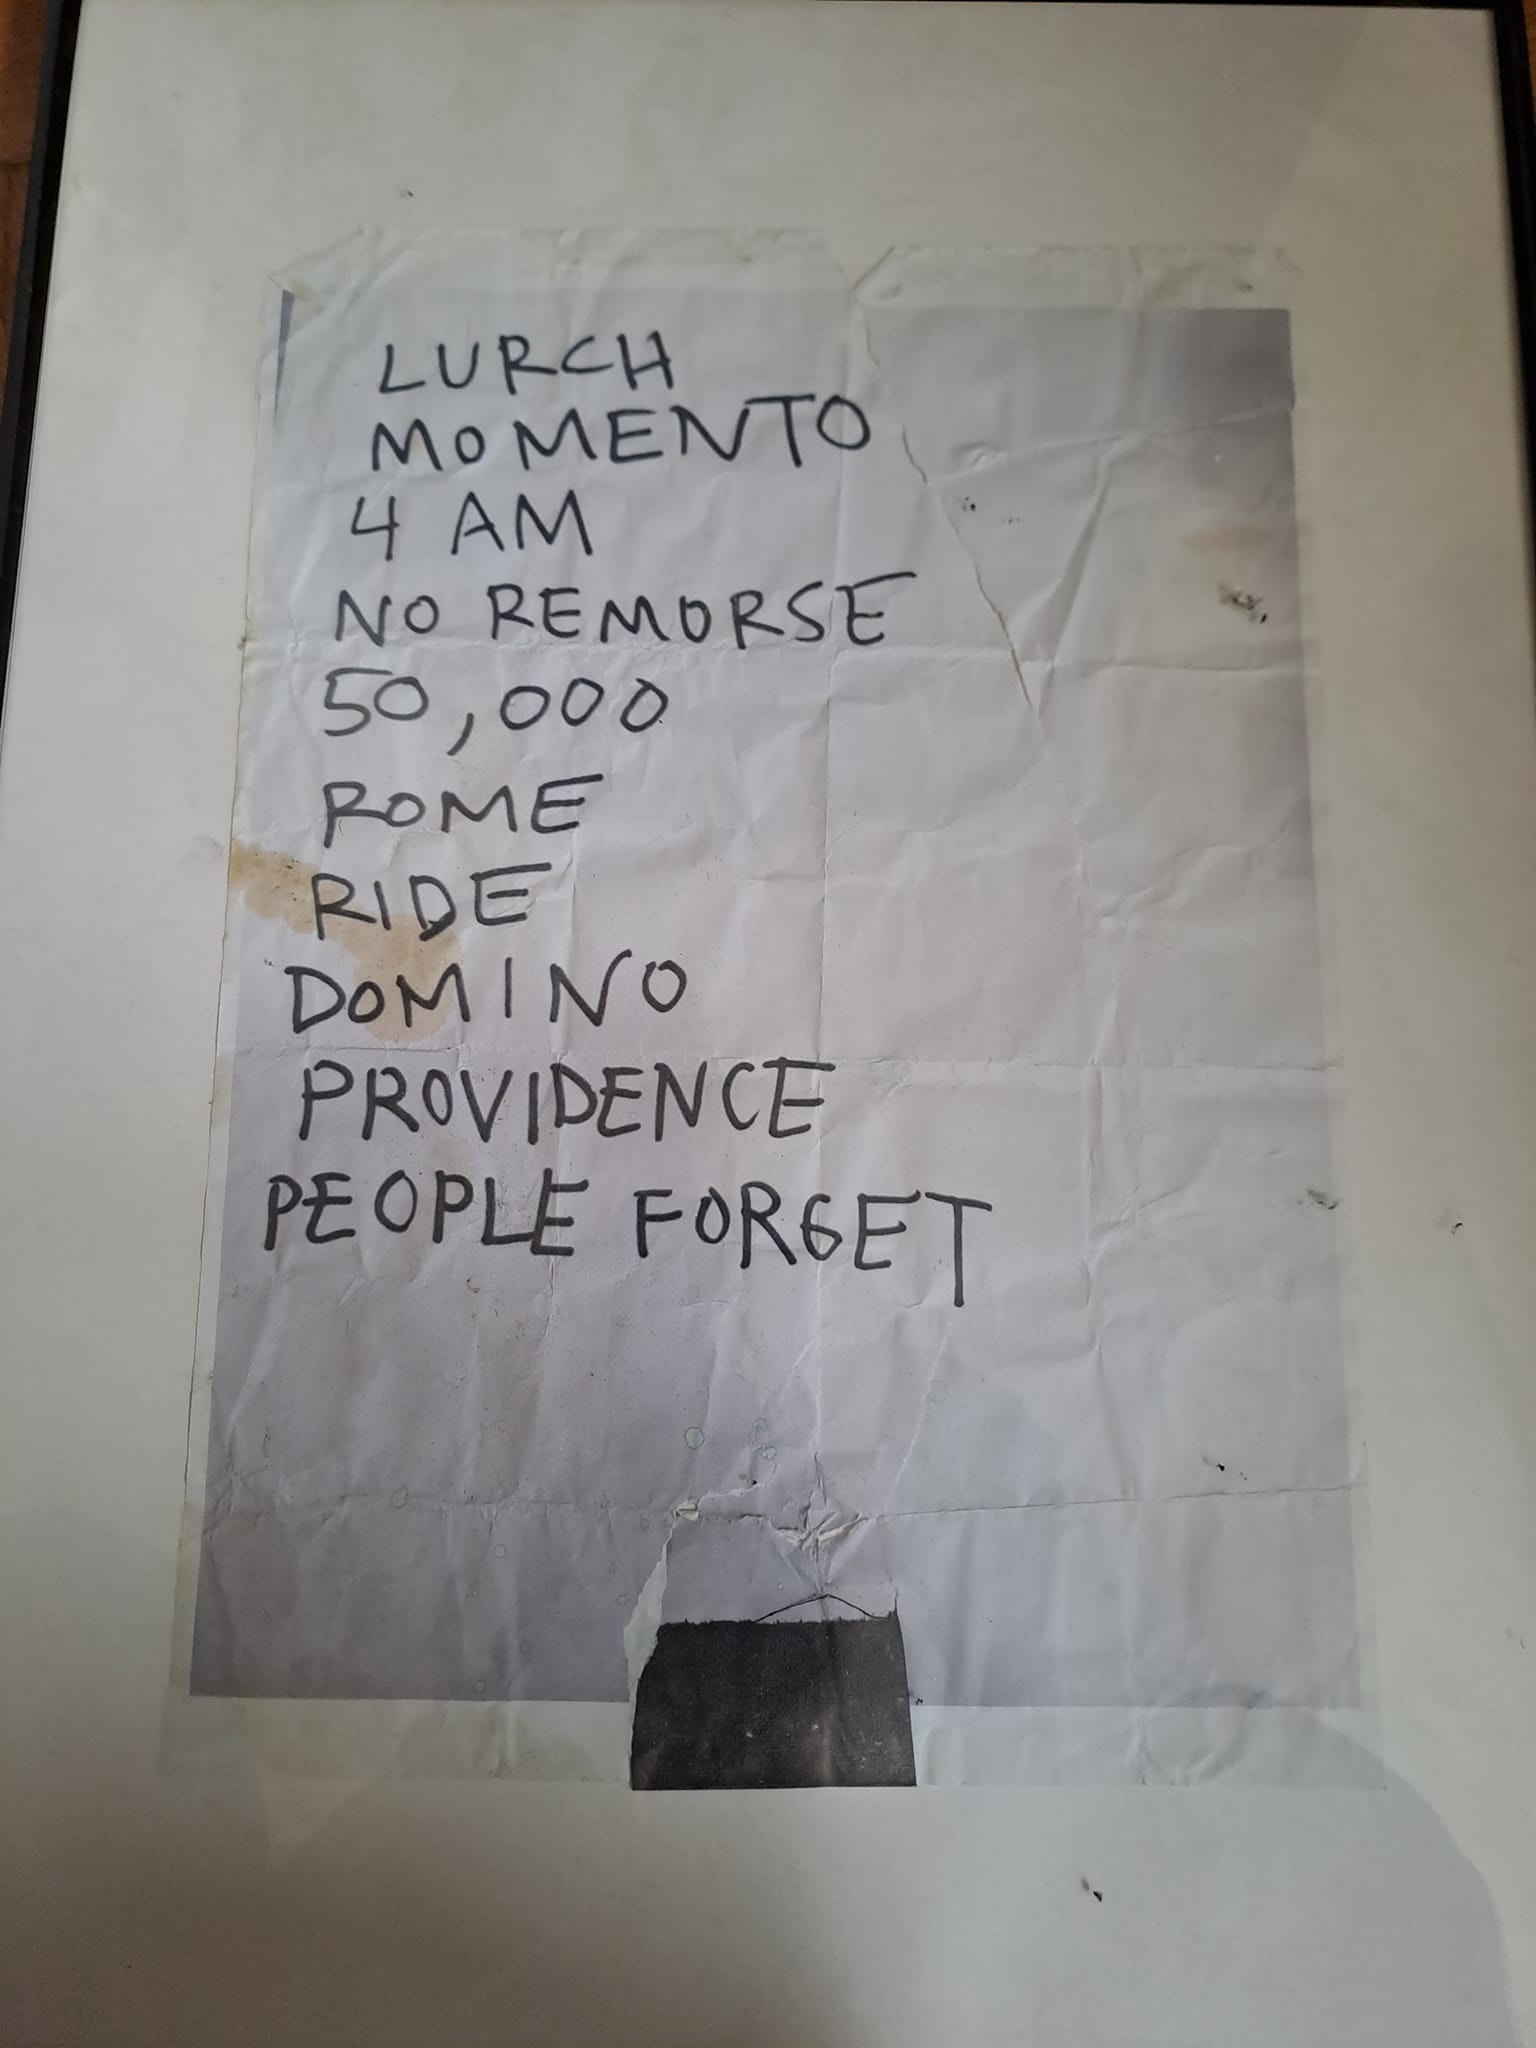 LURCH
MOMENTO
4 AM
NO REMORSE
50,000
ROME
RIDE
DOMINO
PROVIDENCE
PEOPLE FORGET